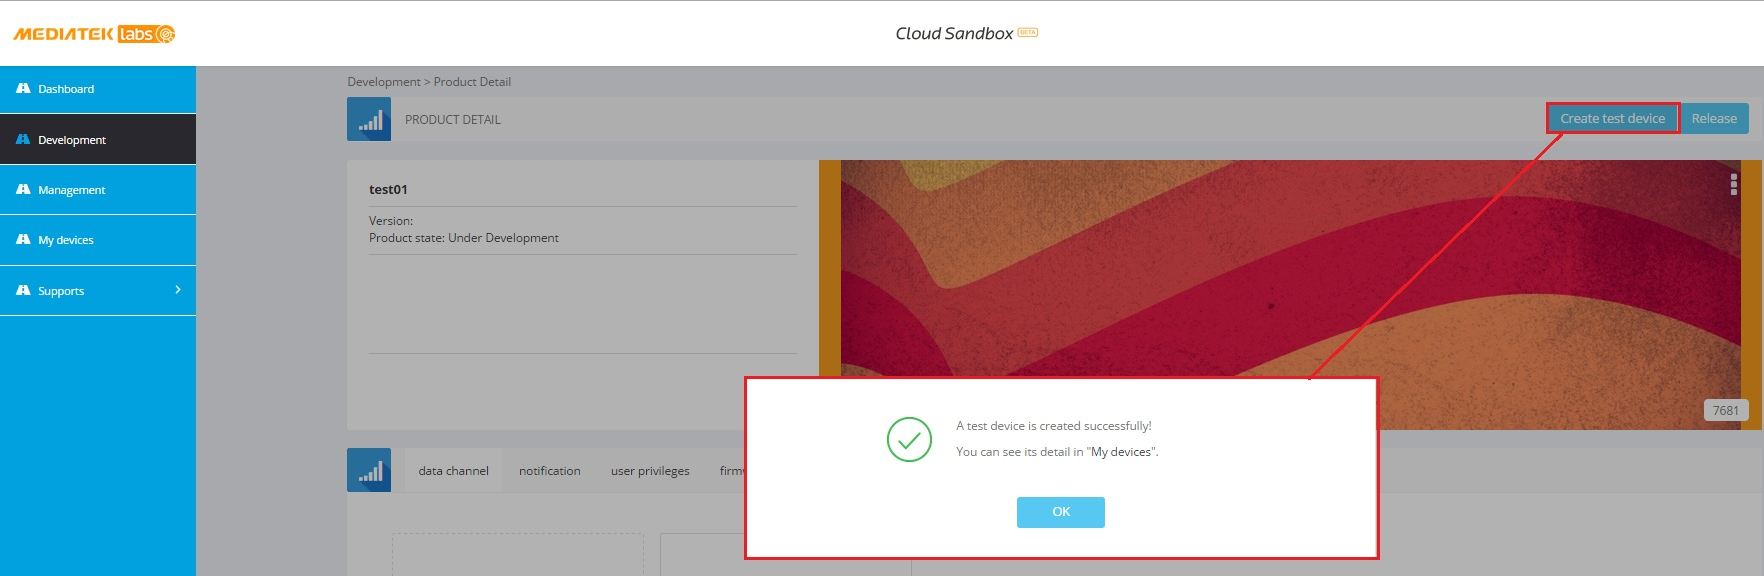 MEDIATEK labs
Cloud Sandbox BETA
Dashboard
Development
Management
My devices
Supports
Development > Product Detail
PRODUCT DETAIL
Create test device
Release
test01
Version:
Product state: Under Development
7681
data channel
notification
user privileges
A test device is created successfully!
You can see its detail in "My devices".
OK